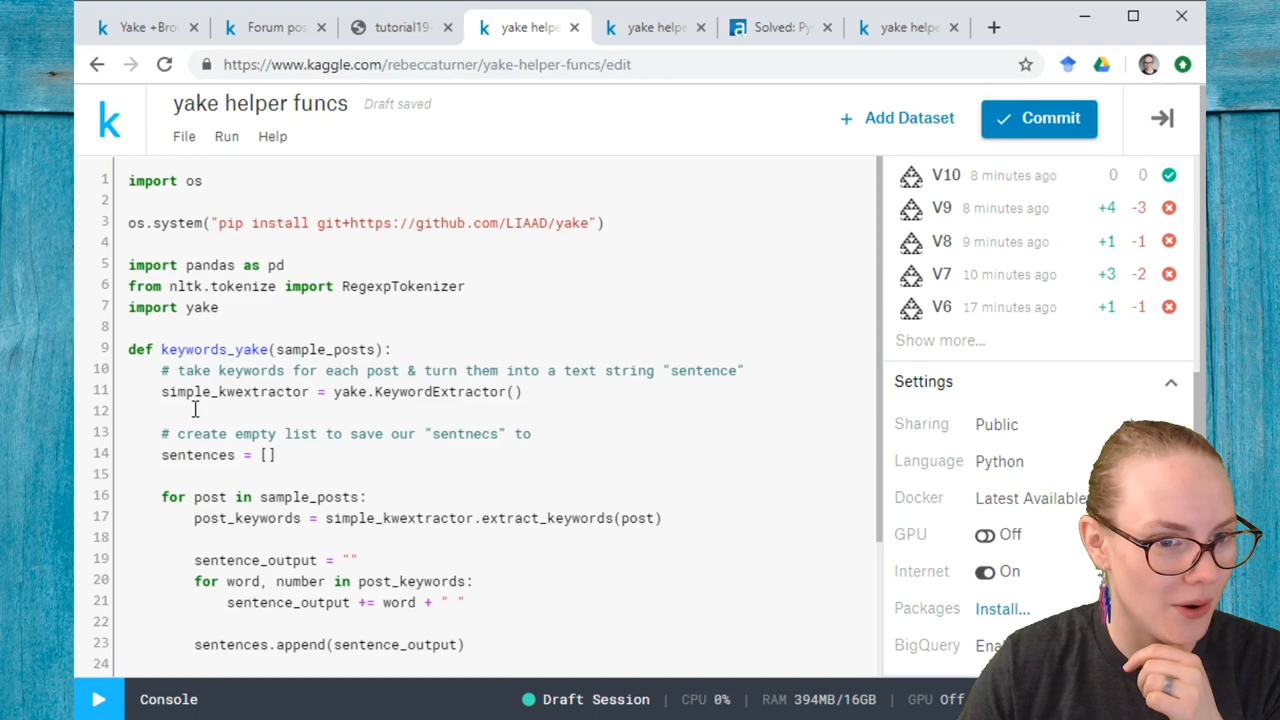 Yake +Bro
Forum pos
tutorial19-
yake helpe
yake helpe
Solved: Py
yake helpe
https://www.kaggle.com/rebeccaturner/yake-helper-funcs/edit
k
yake helper funcs Draft saved
+ Add Dataset
Commit
File Run Help
1 import os
2
3 os.system("pip install git+https://github.com/LIAAD/yake")
4
5 import pandas as pd
6 from nltk.tokenize import RegexpTokenizer
7 import yake
8
9 def keywords_yake(sample_posts):
10 # take keywords for each post & turn them into a text string "sentence"
11 simple_kwextractor = yake.KeywordExtractor()
12
13 # create empty list to save our "sentnecs" to
14 sentences = []
15
16 for post in sample_posts:
17 post_keywords = simple_kwextractor.extract_keywords(post)
18
19 sentence_output = ""
20 for word, number in post_keywords:
21 sentence_output += word + " "
22
23 sentences.append(sentence_output)
24
V10 8 minutes ago 0 0
V9 8 minutes ago +4 -3
V8 9 minutes ago +1 -1
V7 10 minutes ago +3 -2
V6 17 minutes ago +1 -1
Show more...
Settings
Sharing Public
Language Python
Docker Latest Available
GPU Off
Internet On
Packages Install...
BigQuery Ena
Console
Draft Session CPU 0% RAM 394MB/16GB GPU Off